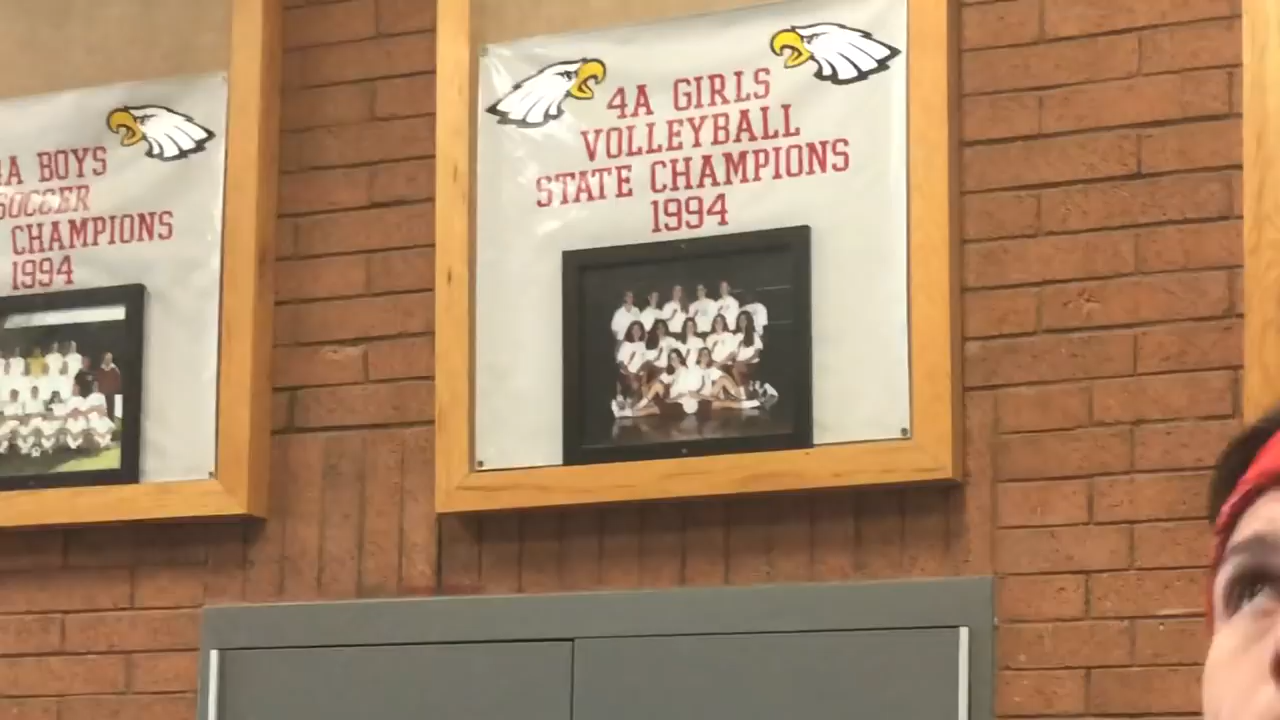 A BOYS
SOCCER
CHAMPIONS
1994
4A GIRLS
VOLLEYBALL
STATE CHAMPIONS
1994